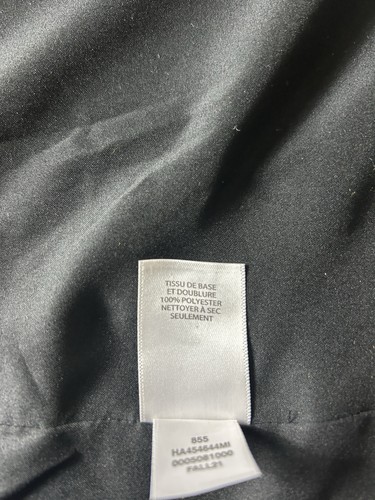 TISSU DE BASE
ET DOUBLURE
100% POLYESTER
NETTOYER À SEC
SEULEMENT
855
HA454644MI
0005081000
FALL21